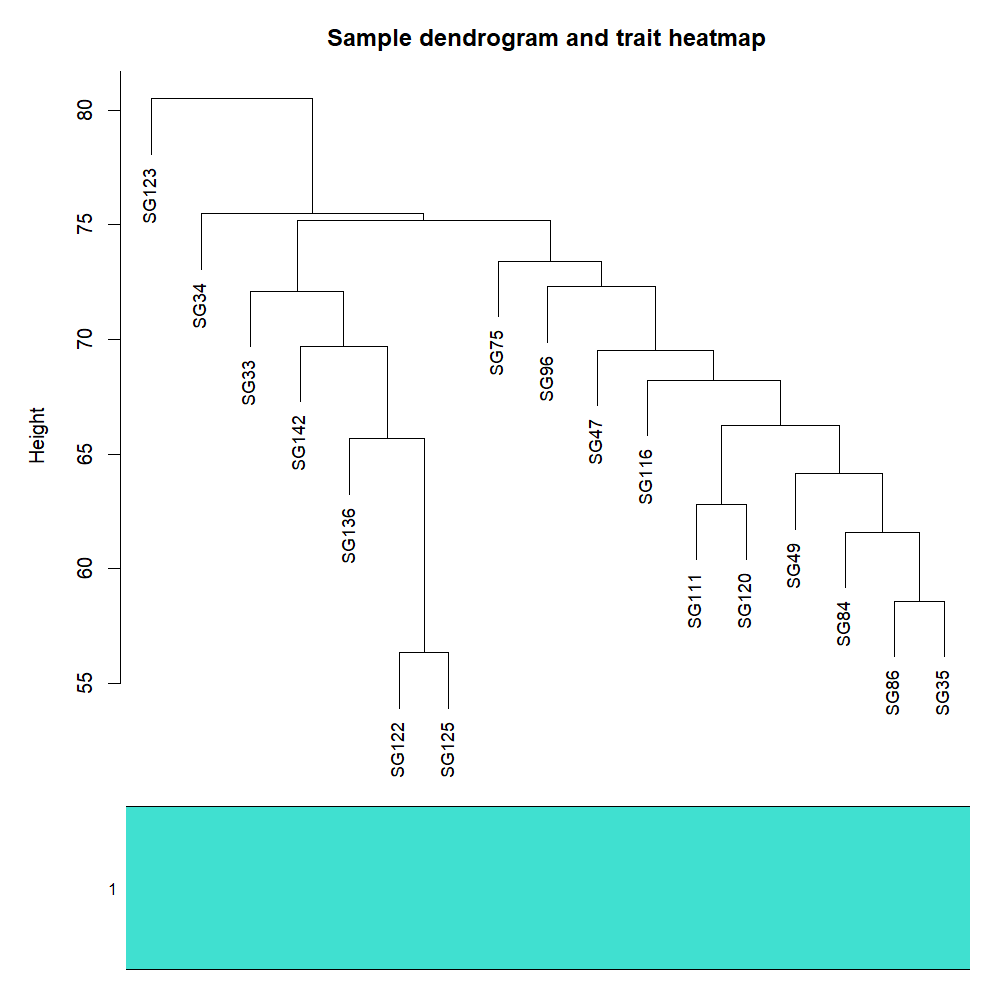 Sample dendrogram and trait heatmap
Height
80
75
70
65
60
55
SG123
SG34
SG33
SG142
SG136
SG122
SG125
SG75
SG96
SG47
SG116
SG111
SG120
SG49
SG84
SG86
SG35
1